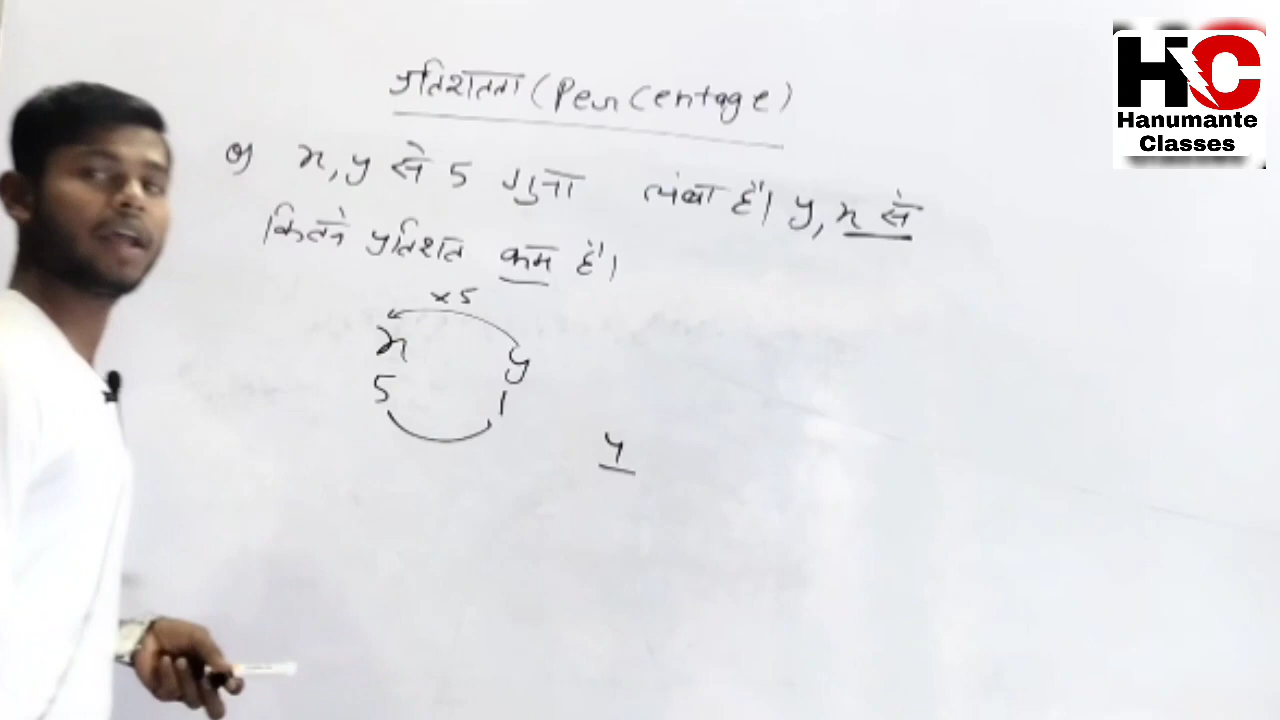 प्रतिशतता (Percentage)
Q) x, y से 5 गुना लंबा हैं। y, x से
कितने प्रतिशत कम हैं।
×5
x y
5 1
4
HC
Hanumante
Classes